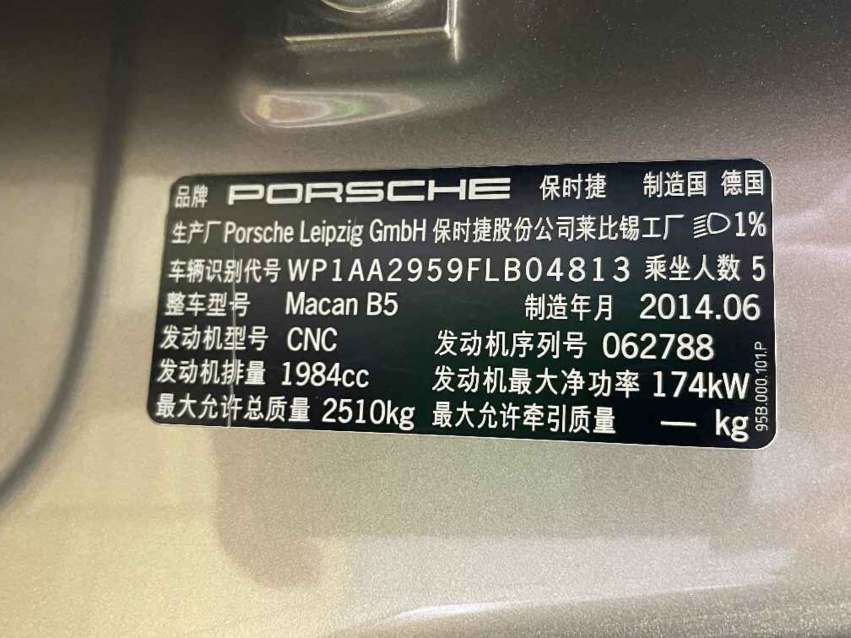 品牌 PORSCHE 保时捷 制造国 德国
生产厂 Porsche Leipzig GmbH 保时捷股份公司莱比锡工厂 1%
车辆识别代号 WP1AA2959FLB04813 乘坐人数 5
整车型号 Macan B5 制造年月 2014.06
发动机型号 CNC 发动机序列号 062788
发动机排量 1984cc 发动机最大净功率 174kW
最大允许总质量 2510kg 最大允许牵引质量 — kg
95B.000.101.P